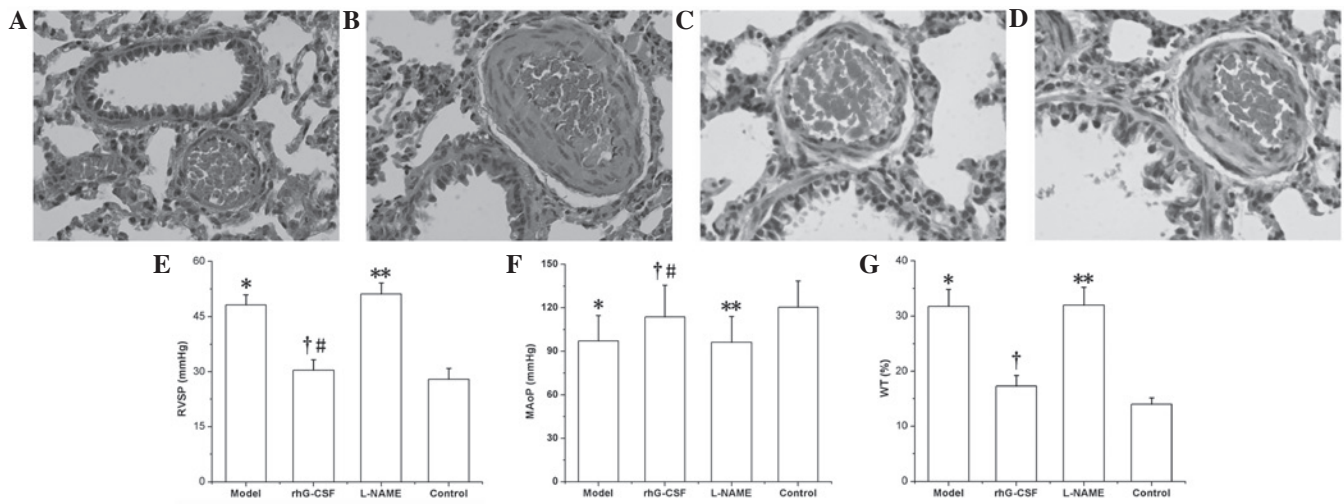 A
B
C
D
E
RVSP (mmHg)
60
45
30
15
0
*
†#
**
Model rhG-CSF L-NAME Control
F
MAoP (mmHg)
150
120
90
60
30
0
*
†#
**
Model rhG-CSF L-NAME Control
G
WT (%)
40
30
20
10
0
*
†
**
Model rhG-CSF L-NAME Control